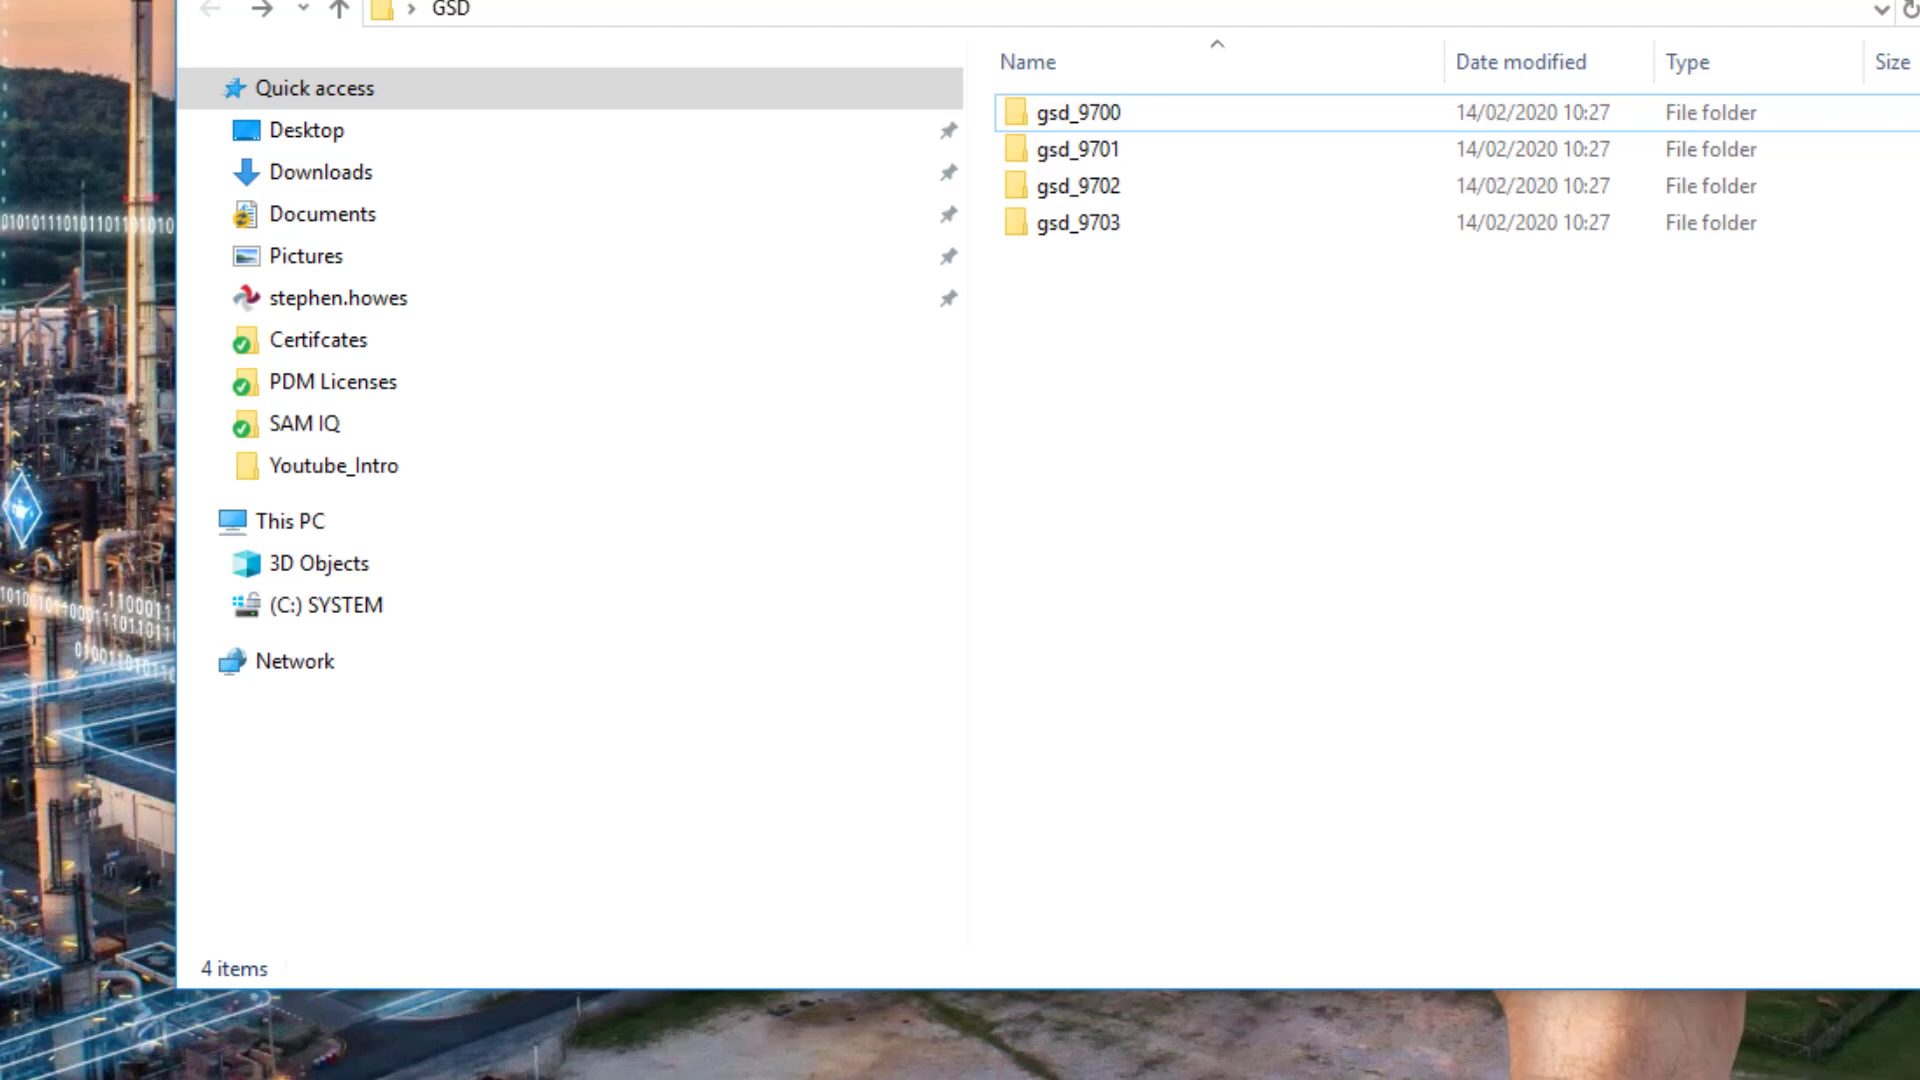 GSD
Name
Date modified
Type
Size
Quick access
Desktop
Downloads
Documents
Pictures
stephen.howes
Certifcates
PDM Licenses
SAM IQ
Youtube_Intro
This PC
3D Objects
(C:) SYSTEM
Network
gsd_9700 14/02/2020 10:27 File folder
gsd_9701 14/02/2020 10:27 File folder
gsd_9702 14/02/2020 10:27 File folder
gsd_9703 14/02/2020 10:27 File folder
4 items